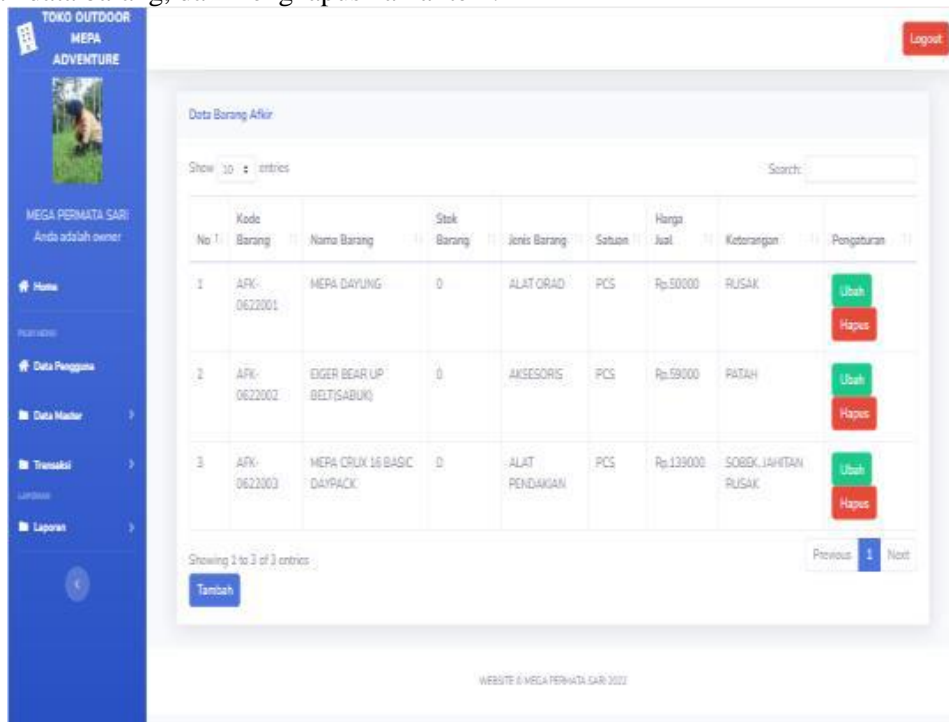 TOKO OUTDOOR
MEPA
ADVENTURE
Logout
MEGA PERMATA SARI
Anda adalah owner
Home
Data Pengguna
Data Master
Transaksi
LAPORAN
Laporan
Data Barang Afkir
Show 10 entries
Search:
No Kode Barang Nama Barang Stok Barang Jenis Barang Satuan Harga Jual Keterangan Pengaturan
1 AFK-0622001 MEPA DAYUNG 0 ALAT ORAD PCS Rp.50000 RUSAK Ubah Hapus
2 AFK-0622002 EIGER BEAR UP BELT(SABUK) 0 AKSESORIS PCS Rp.59000 PATAH Ubah Hapus
3 AFK-0622003 MEPA CRUX 16 BASIC DAYPACK 0 ALAT PENDAKIAN PCS Rp.139000 SOBEK, JAHITAN RUSAK Ubah Hapus
Showing 1 to 3 of 3 entries
Previous 1 Next
Tambah
WEBSITE © MEGA PERMATA SARI 2022